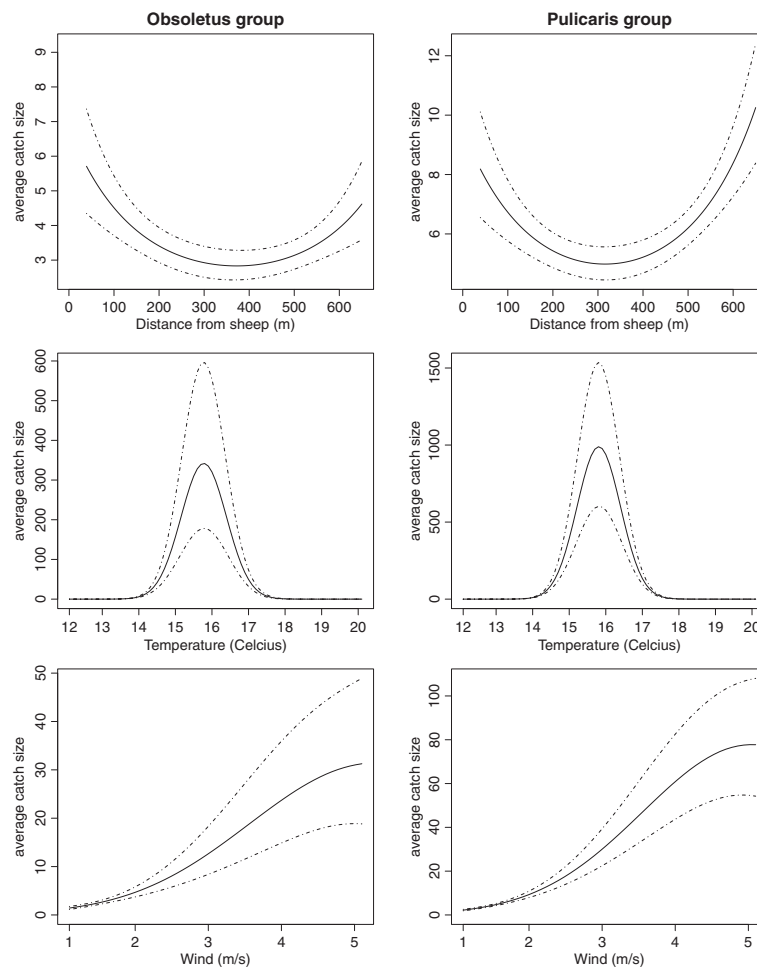 Obsoletus group
Pulicaris group
average catch size
3 4 5 6 7 8 9
0 100 200 300 400 500 600
Distance from sheep (m)
average catch size
6 8 10 12
0 100 200 300 400 500 600
Distance from sheep (m)
average catch size
0 100 200 300 400 500 600
12 13 14 15 16 17 18 19 20
Temperature (Celcius)
average catch size
0 500 1000 1500
12 13 14 15 16 17 18 19 20
Temperature (Celcius)
average catch size
0 10 20 30 40 50
1 2 3 4 5
Wind (m/s)
average catch size
0 20 40 60 80 100
1 2 3 4 5
Wind (m/s)